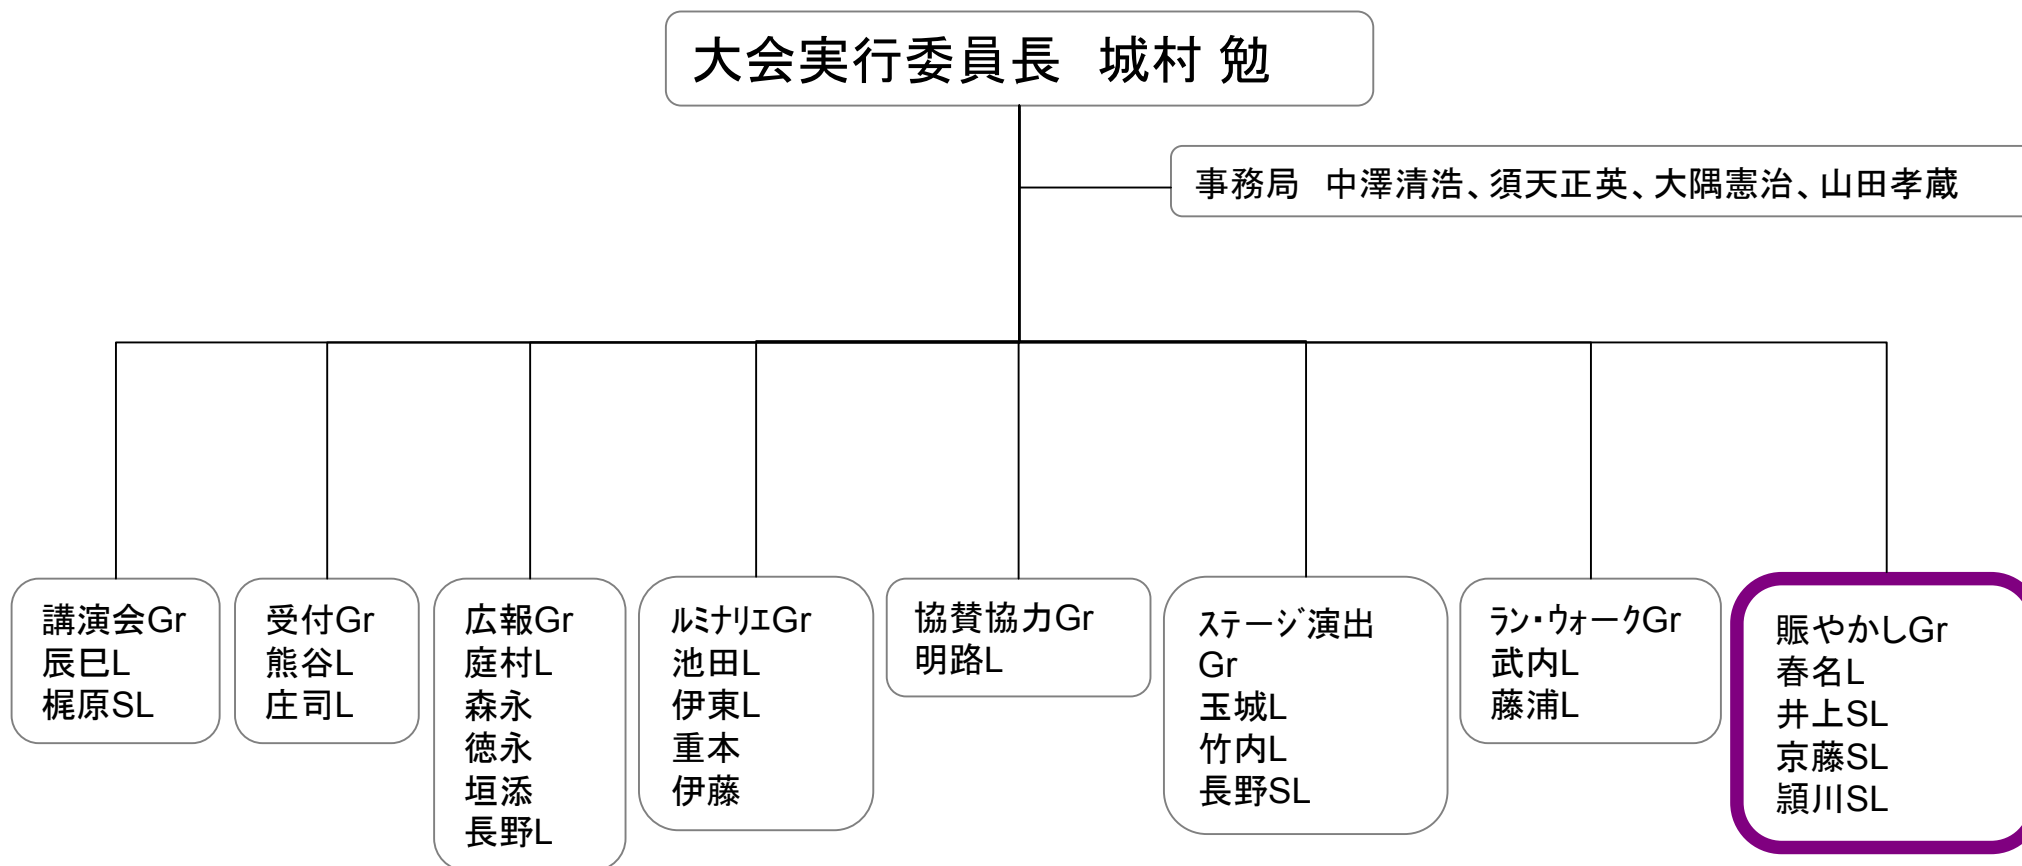 大会実行委員長　城村 勉
事務局　中澤清浩、須天正英、大隅憲治、山田孝蔵
講演会Gr
辰巳L
梶原SL
受付Gr
熊谷L
庄司L
広報Gr
庭村L
森永
徳永
垣添
長野L
ﾙﾐﾅﾘｴGr
池田L
伊東L
重本
伊藤
協賛協力Gr
明路L
ｽﾃｰｼﾞ演出
Gr
玉城L
竹内L
長野SL
ﾗﾝ・ｳｫｰｸGr
武内L
藤浦L
賑やかしGr
春名L
井上SL
京藤SL
頴川SL